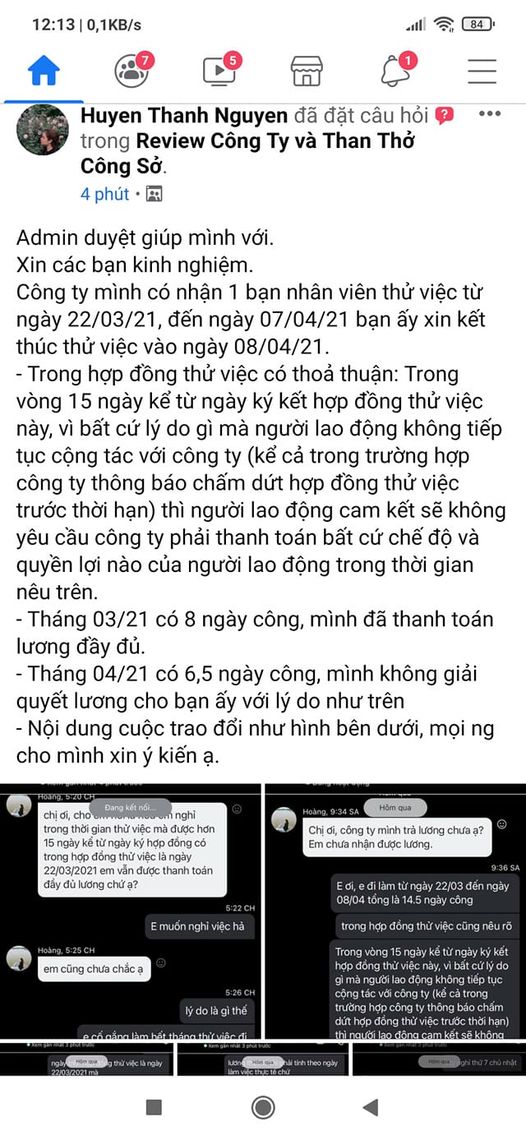 12:13 | 0,1KB/s
84
7
5
1
Huyen Thanh Nguyen đã đặt câu hỏi
trong Review Công Ty và Than Thở
Công Sở.
4 phút
Admin duyệt giúp mình với.
Xin các bạn kinh nghiệm.
Công ty mình có nhận 1 bạn nhân viên thử việc từ
ngày 22/03/21, đến ngày 07/04/21 bạn ấy xin kết
thúc thử việc vào ngày 08/04/21.
- Trong hợp đồng thử việc có thoả thuận: Trong
vòng 15 ngày kể từ ngày ký kết hợp đồng thử việc
này, vì bất cứ lý do gì mà người lao động không tiếp
tục cộng tác với công ty (kể cả trong trường hợp
công ty thông báo chấm dứt hợp đồng thử việc
trước thời hạn) thì người lao động cam kết sẽ không
yêu cầu công ty phải thanh toán bất cứ chế độ và
quyền lợi nào của người lao động trong thời gian
nêu trên.
- Tháng 03/21 có 8 ngày công, mình đã thanh toán
lương đầy đủ.
- Tháng 04/21 có 6,5 ngày công, mình không giải
quyết lương cho bạn ấy với lý do như trên
- Nội dung cuộc trao đổi như hình bên dưới, mọi ng
cho mình xin ý kiến ạ.
Hoàng, 5:20 CH
Đang kết nối...
chị ơi, cho nghỉ
trong thời gian thử việc mà được hơn
15 ngày kể từ ngày ký hợp đồng có
trong hợp đồng thử việc là ngày
22/03/2021 em vẫn được thanh toán
đầy đủ lương chứ ạ?
5:22 CH
E muốn nghỉ việc hả
Hoàng, 5:25 CH
em cũng chưa chắc ạ
5:26 CH
lý do là gì thế
e cố gắng làm hết tháng thử việc đi
Hôm qua
Hoàng, 9:34 SA
Chị ơi, công ty mình trả lương chưa ạ?
Em chưa nhận được lương.
9:36 SA
E ơi, e đi làm từ ngày 22/03 đến ngày
08/04 tổng là 14.5 ngày công
trong hợp đồng thử việc cũng nêu rõ
Trong vòng 15 ngày kể từ ngày ký kết
hợp đồng thử việc này, vì bất cứ lý do
gì mà người lao động không tiếp tục
cộng tác với công ty (kể cả trong
trường hợp công ty thông báo chấm
dứt hợp đồng thử việc trước thời hạn)
thì người lao động cam kết sẽ không
ngày Hôm qua thử việc là ngày
22/03/2021 mà
lương Hôm qua tính theo ngày
làm việc thực tế chứ
Hôm qua nghỉ thứ 7 chủ nhật